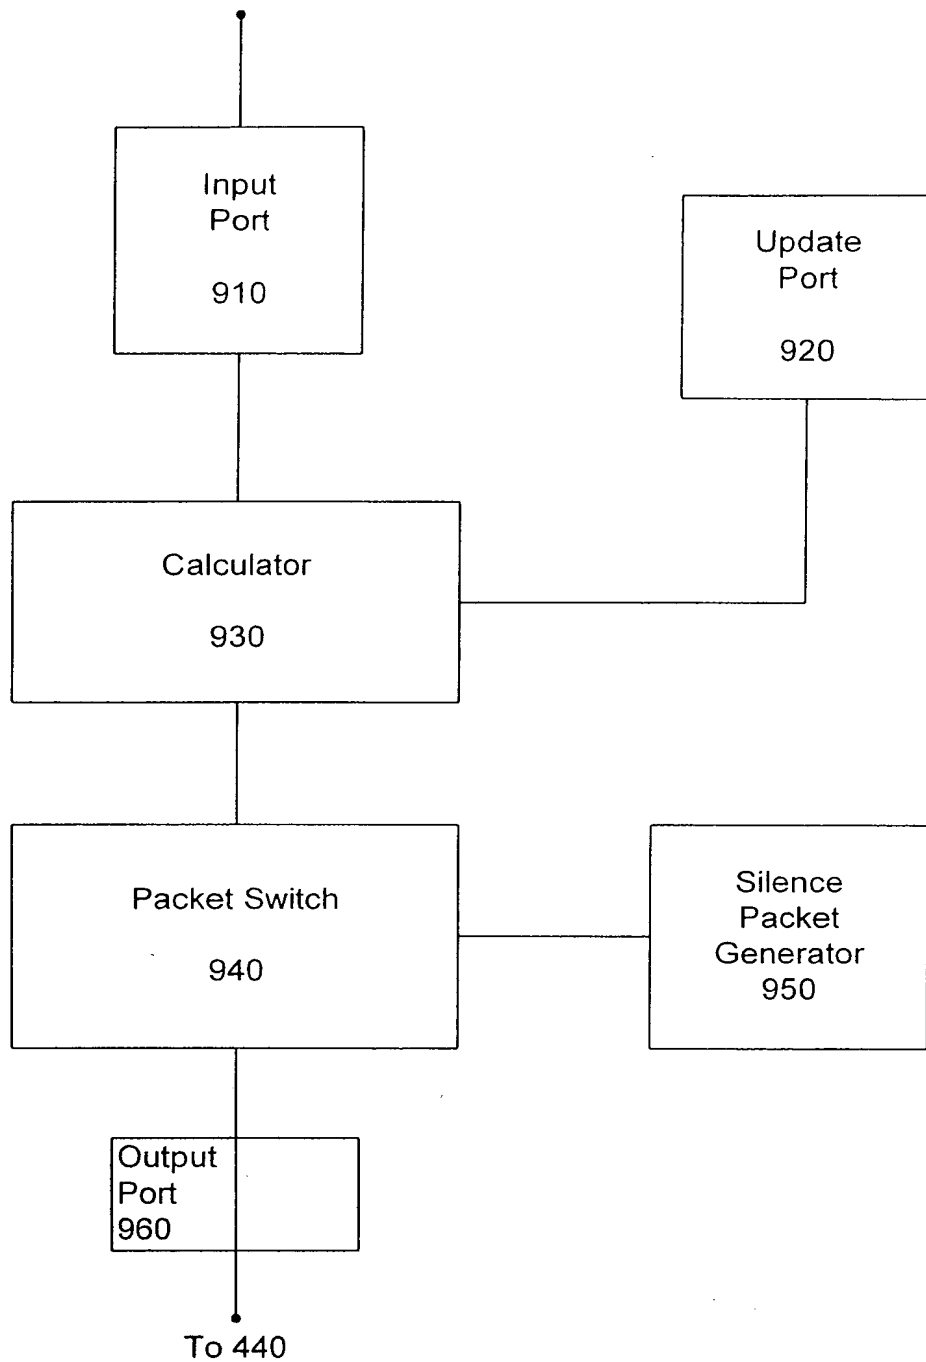 Input
Port
910
Update
Port
920
Calculator
930
Packet Switch
940
Silence
Packet
Generator
950
Output
Port
960
To 440